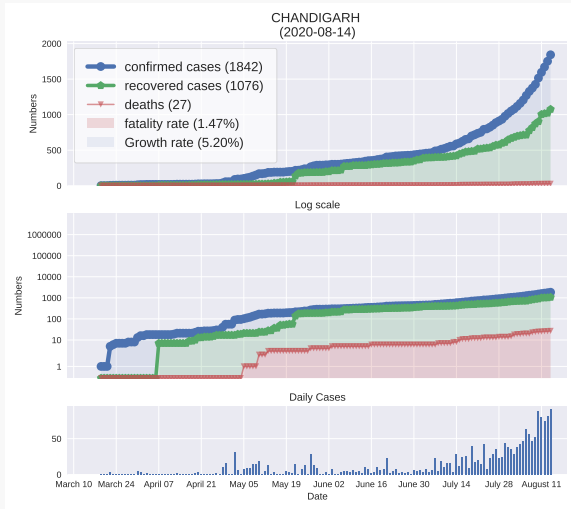 CHANDIGARH
(2020-08-14)
2000
1500
1000
500
0
Numbers
confirmed cases (1842)
recovered cases (1076)
deaths (27)
fatality rate (1.47%)
Growth rate (5.20%)
Log scale
1000000
100000
10000
1000
100
10
1
Numbers
Daily Cases
50
0
March 10 March 24 April 07 April 21 May 05 May 19 June 02 June 16 June 30 July 14 July 28 August 11
Date